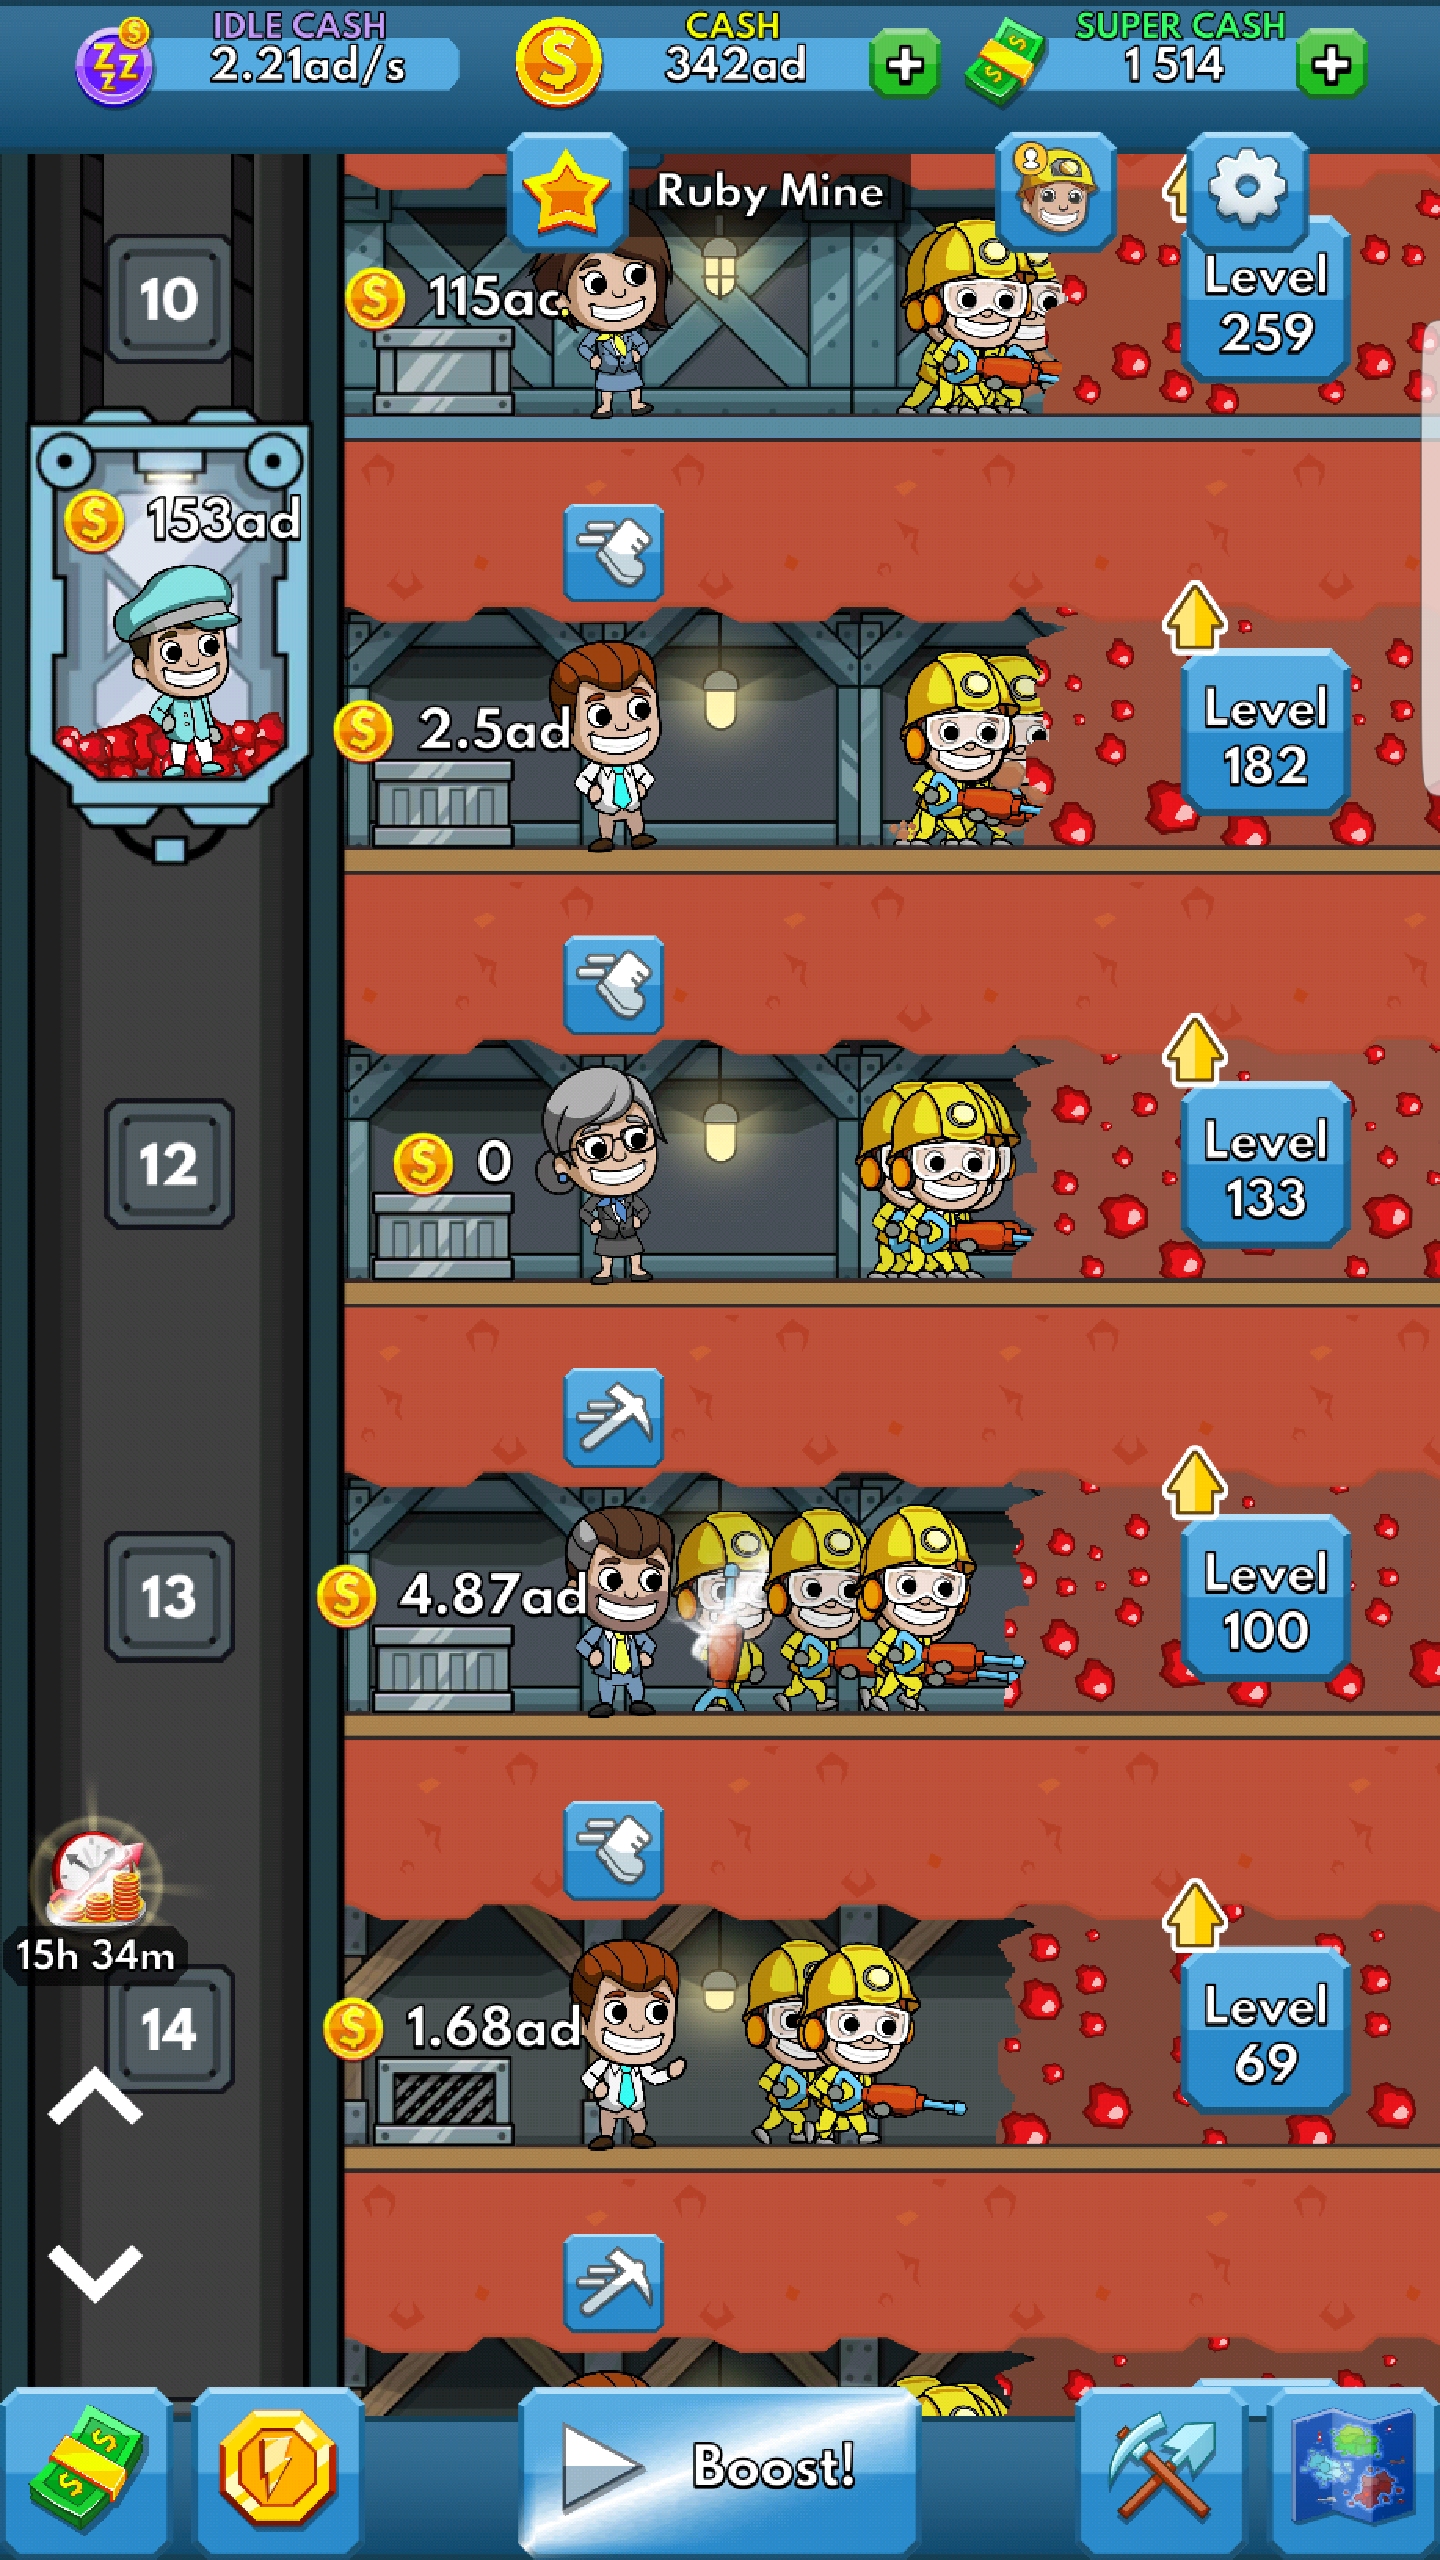 IDLE CASH
2.21ad/s
CASH
342ad
SUPER CASH
1 514
Ruby Mine
10
115ac
Level
259
153ad
2.5ad
Level
182
12
0
Level
133
13
4.87ad
Level
100
15h 34m
14
1.68ad
Level
69
Boost!